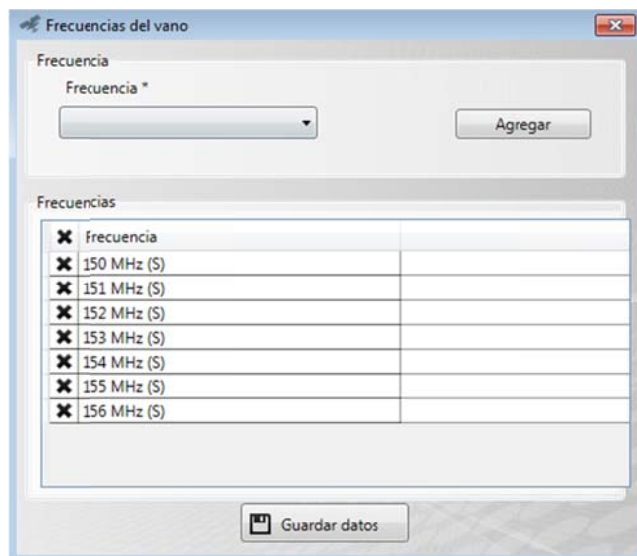 Frecuencias del vano
Frecuencia
Frecuencia *
Agregar
Frecuencias
Frecuencia
150 MHz (S)
151 MHz (S)
152 MHz (S)
153 MHz (S)
154 MHz (S)
155 MHz (S)
156 MHz (S)
Guardar datos